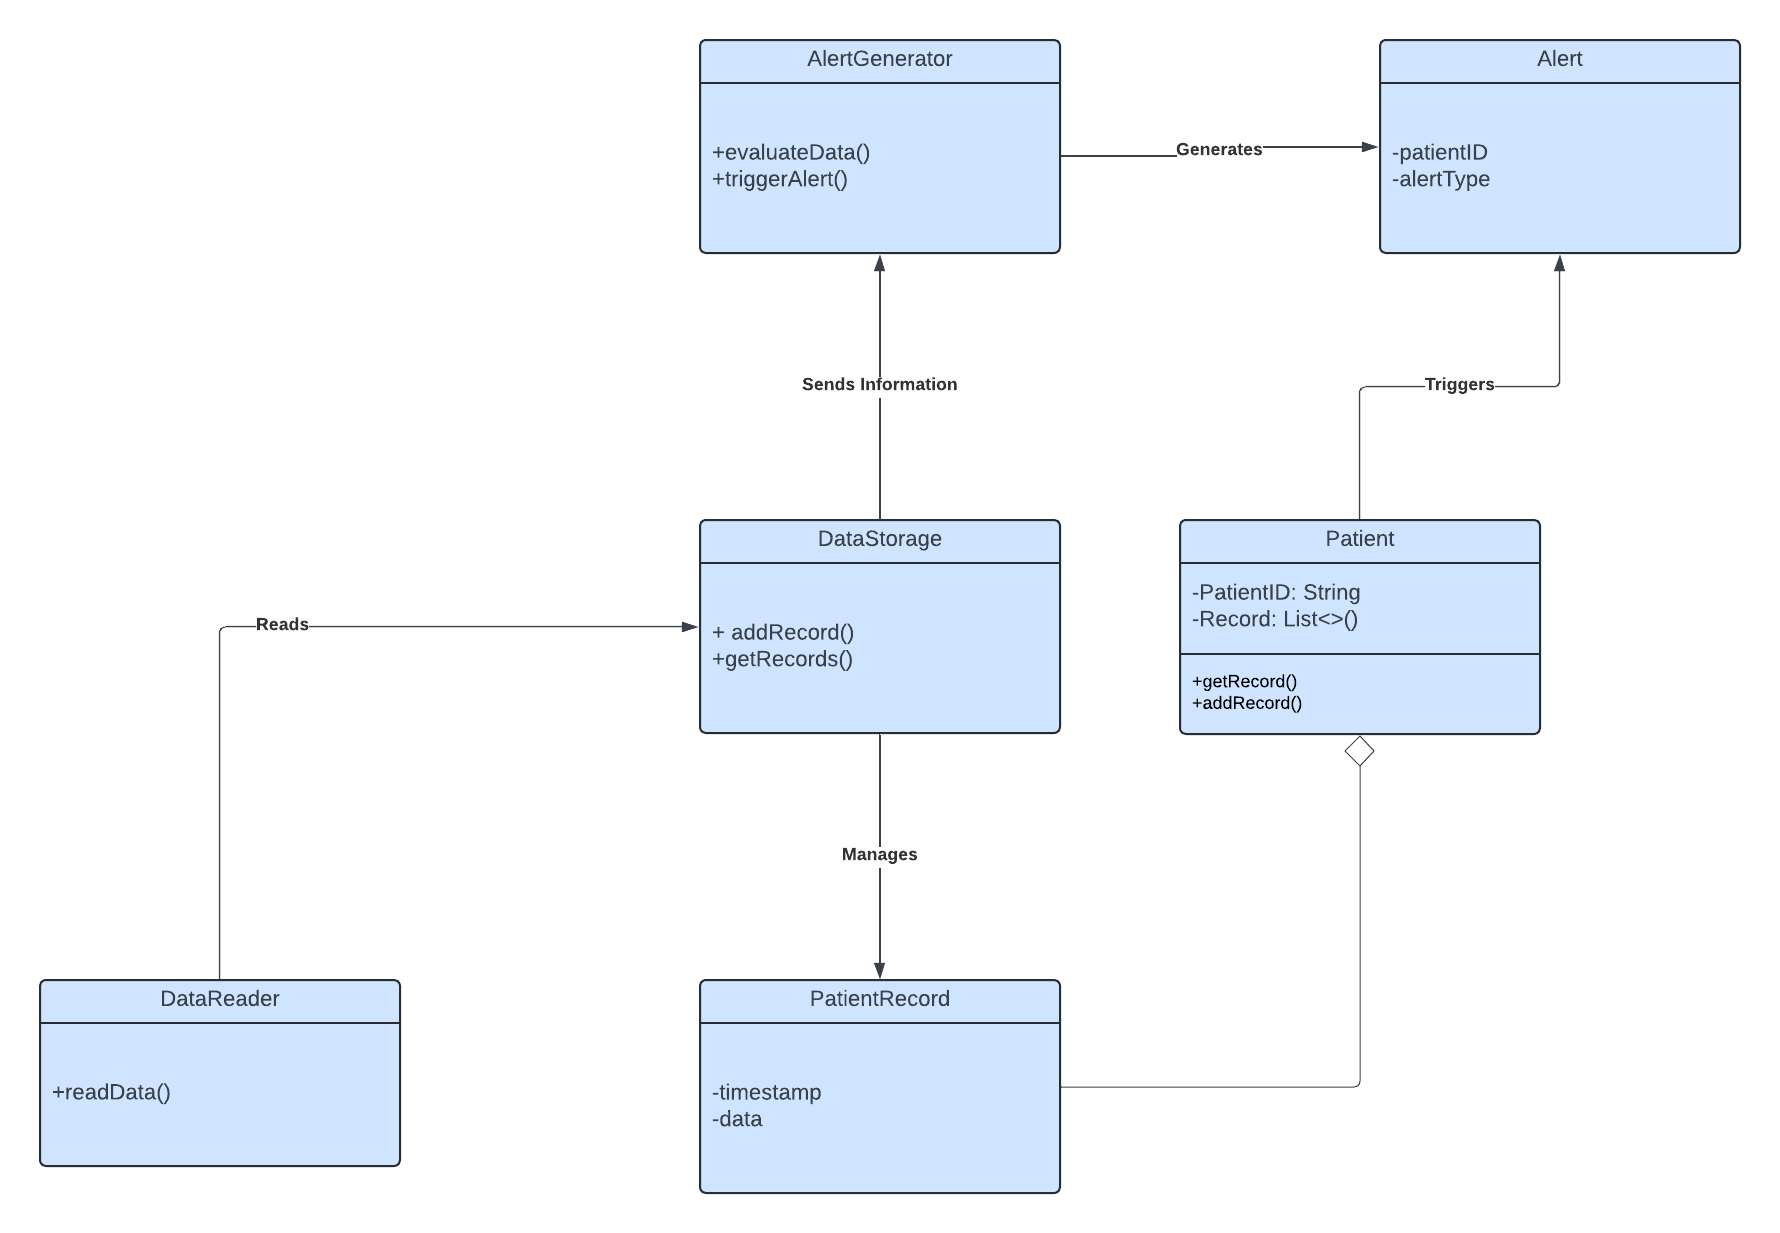 AlertGenerator
+evaluateData()
+triggerAlert()
Generates
Alert
-patientID
-alertType
Sends Information
Triggers
DataStorage
+ addRecord()
+getRecords()
Patient
-PatientID: String
-Record: List<>()
+getRecord()
+addRecord()
Reads
Manages
DataReader
+readData()
PatientRecord
-timestamp
-data